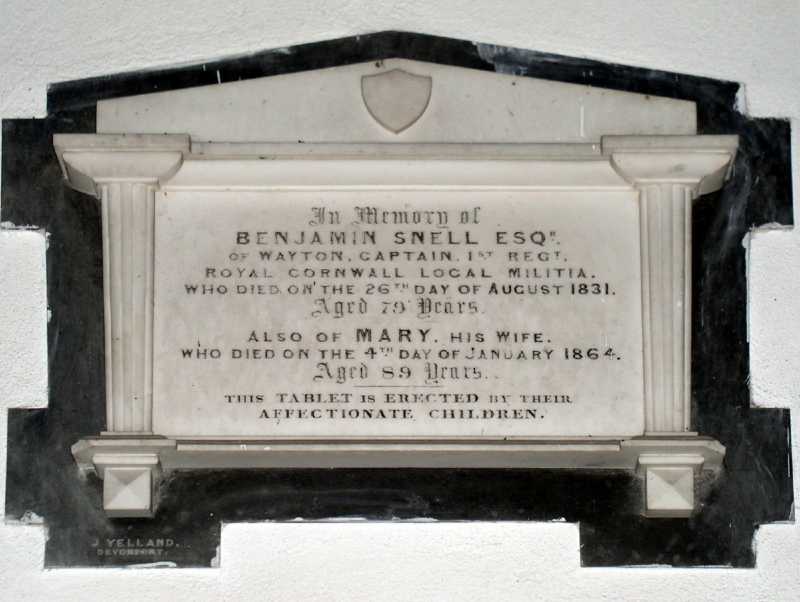 In Memory of
BENJAMIN SNELL ESQR.
OF WAYTON, CAPTAIN, 1ST REGT.
ROYAL CORNWALL LOCAL MILITIA.
WHO DIED ON THE 26TH DAY OF AUGUST 1831.
Aged 79 Years.
ALSO OF MARY, HIS WIFE.
WHO DIED ON THE 4TH DAY OF JANUARY 1864.
Aged 89 Years.
THIS TABLET IS ERECTED BY THEIR
AFFECTIONATE CHILDREN.
J YELLAND.
DEVONPORT.